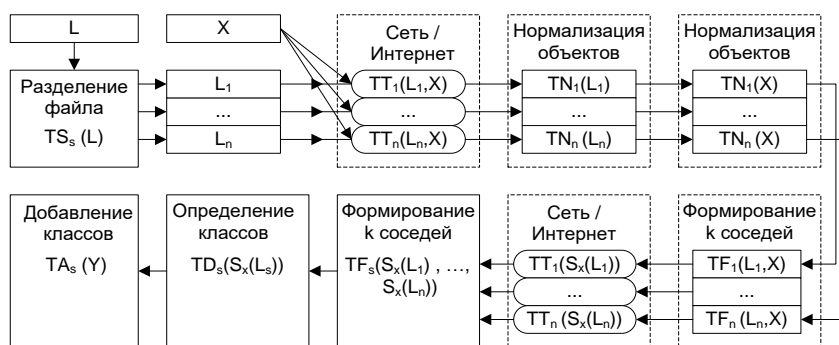 L
X
Сеть /
Интернет
Нормализация
объектов
Нормализация
объектов
Разделение
файла
TSₛ (L)
L₁
...
Lₙ
TT₁(L₁,X)
...
TTₙ(Lₙ,X)
TN₁(L₁)
...
TNₙ (Lₙ)
TN₁(X)
...
TNₙ (X)
Добавление
классов
TAₛ (Y)
Определение
классов
TDₛ(Sₓ(Lₛ))
Формирование
k соседей
TFₛ(Sₓ(L₁) , ...,
Sₓ(Lₙ))
Сеть /
Интернет
TT₁(Sₓ(L₁))
...
TTₙ (Sₓ(Lₙ))
Формирование
k соседей
TF₁(L₁,X)
...
TFₙ (Lₙ,X)